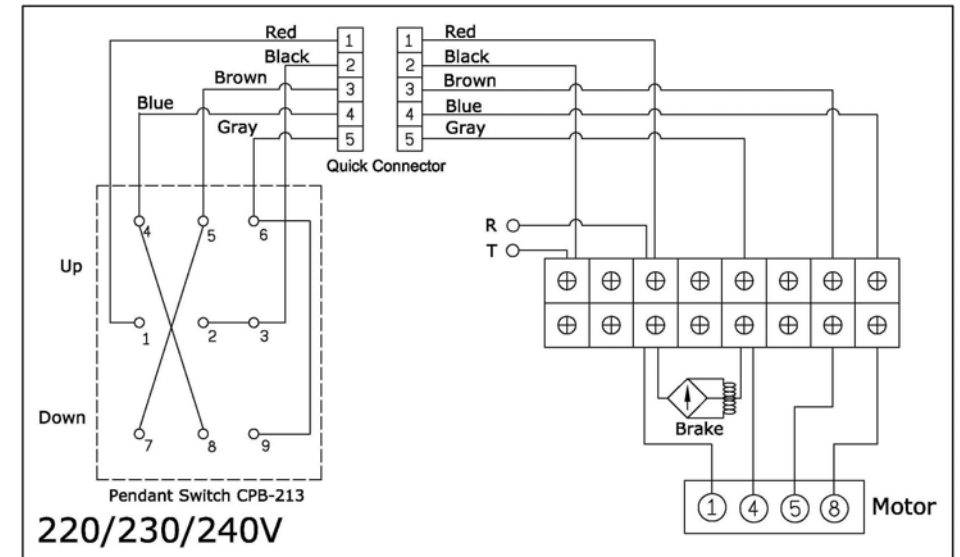 Red
Black
Brown
Blue
Gray
1
2
3
4
5
1
2
3
4
5
Red
Black
Brown
Blue
Gray
Quick Connector
4
5
6
Up
1
2
3
Down
7
8
9
Pendant Switch CPB-213
220/230/240V
R
T
Brake
1
4
5
8
Motor